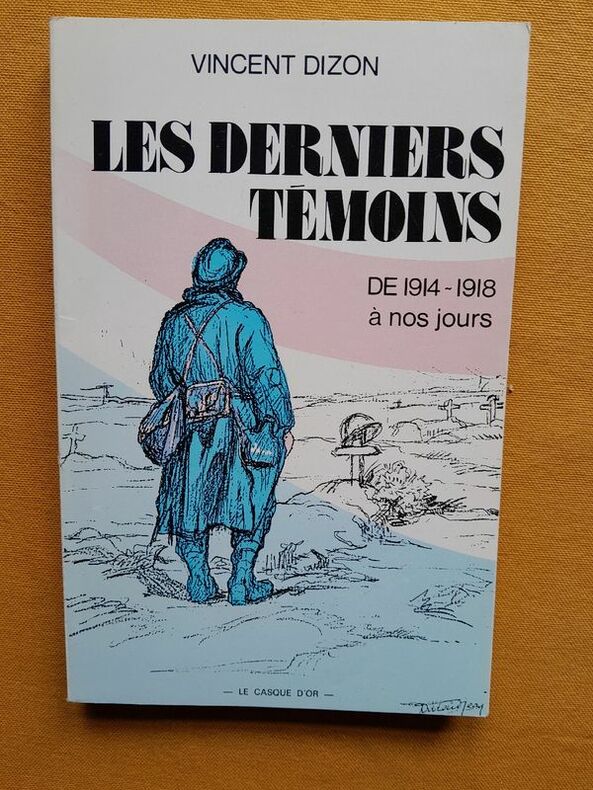 VINCENT DIZON
LES DERNIERS
TÉMOINS
DE 1914-1918
à nos jours
— LE CASQUE D'OR —